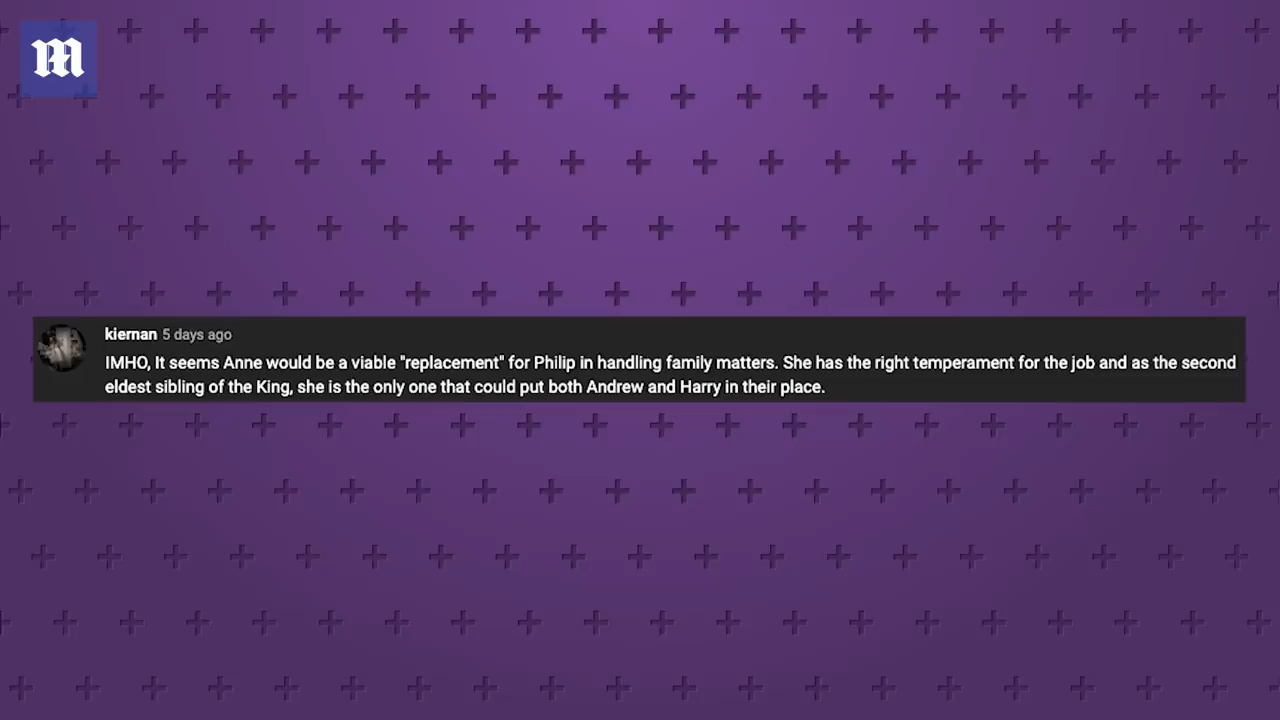 M
kiernan 5 days ago
IMHO, It seems Anne would be a viable "replacement" for Philip in handling family matters. She has the right temperament for the job and as the second
eldest sibling of the King, she is the only one that could put both Andrew and Harry in their place.